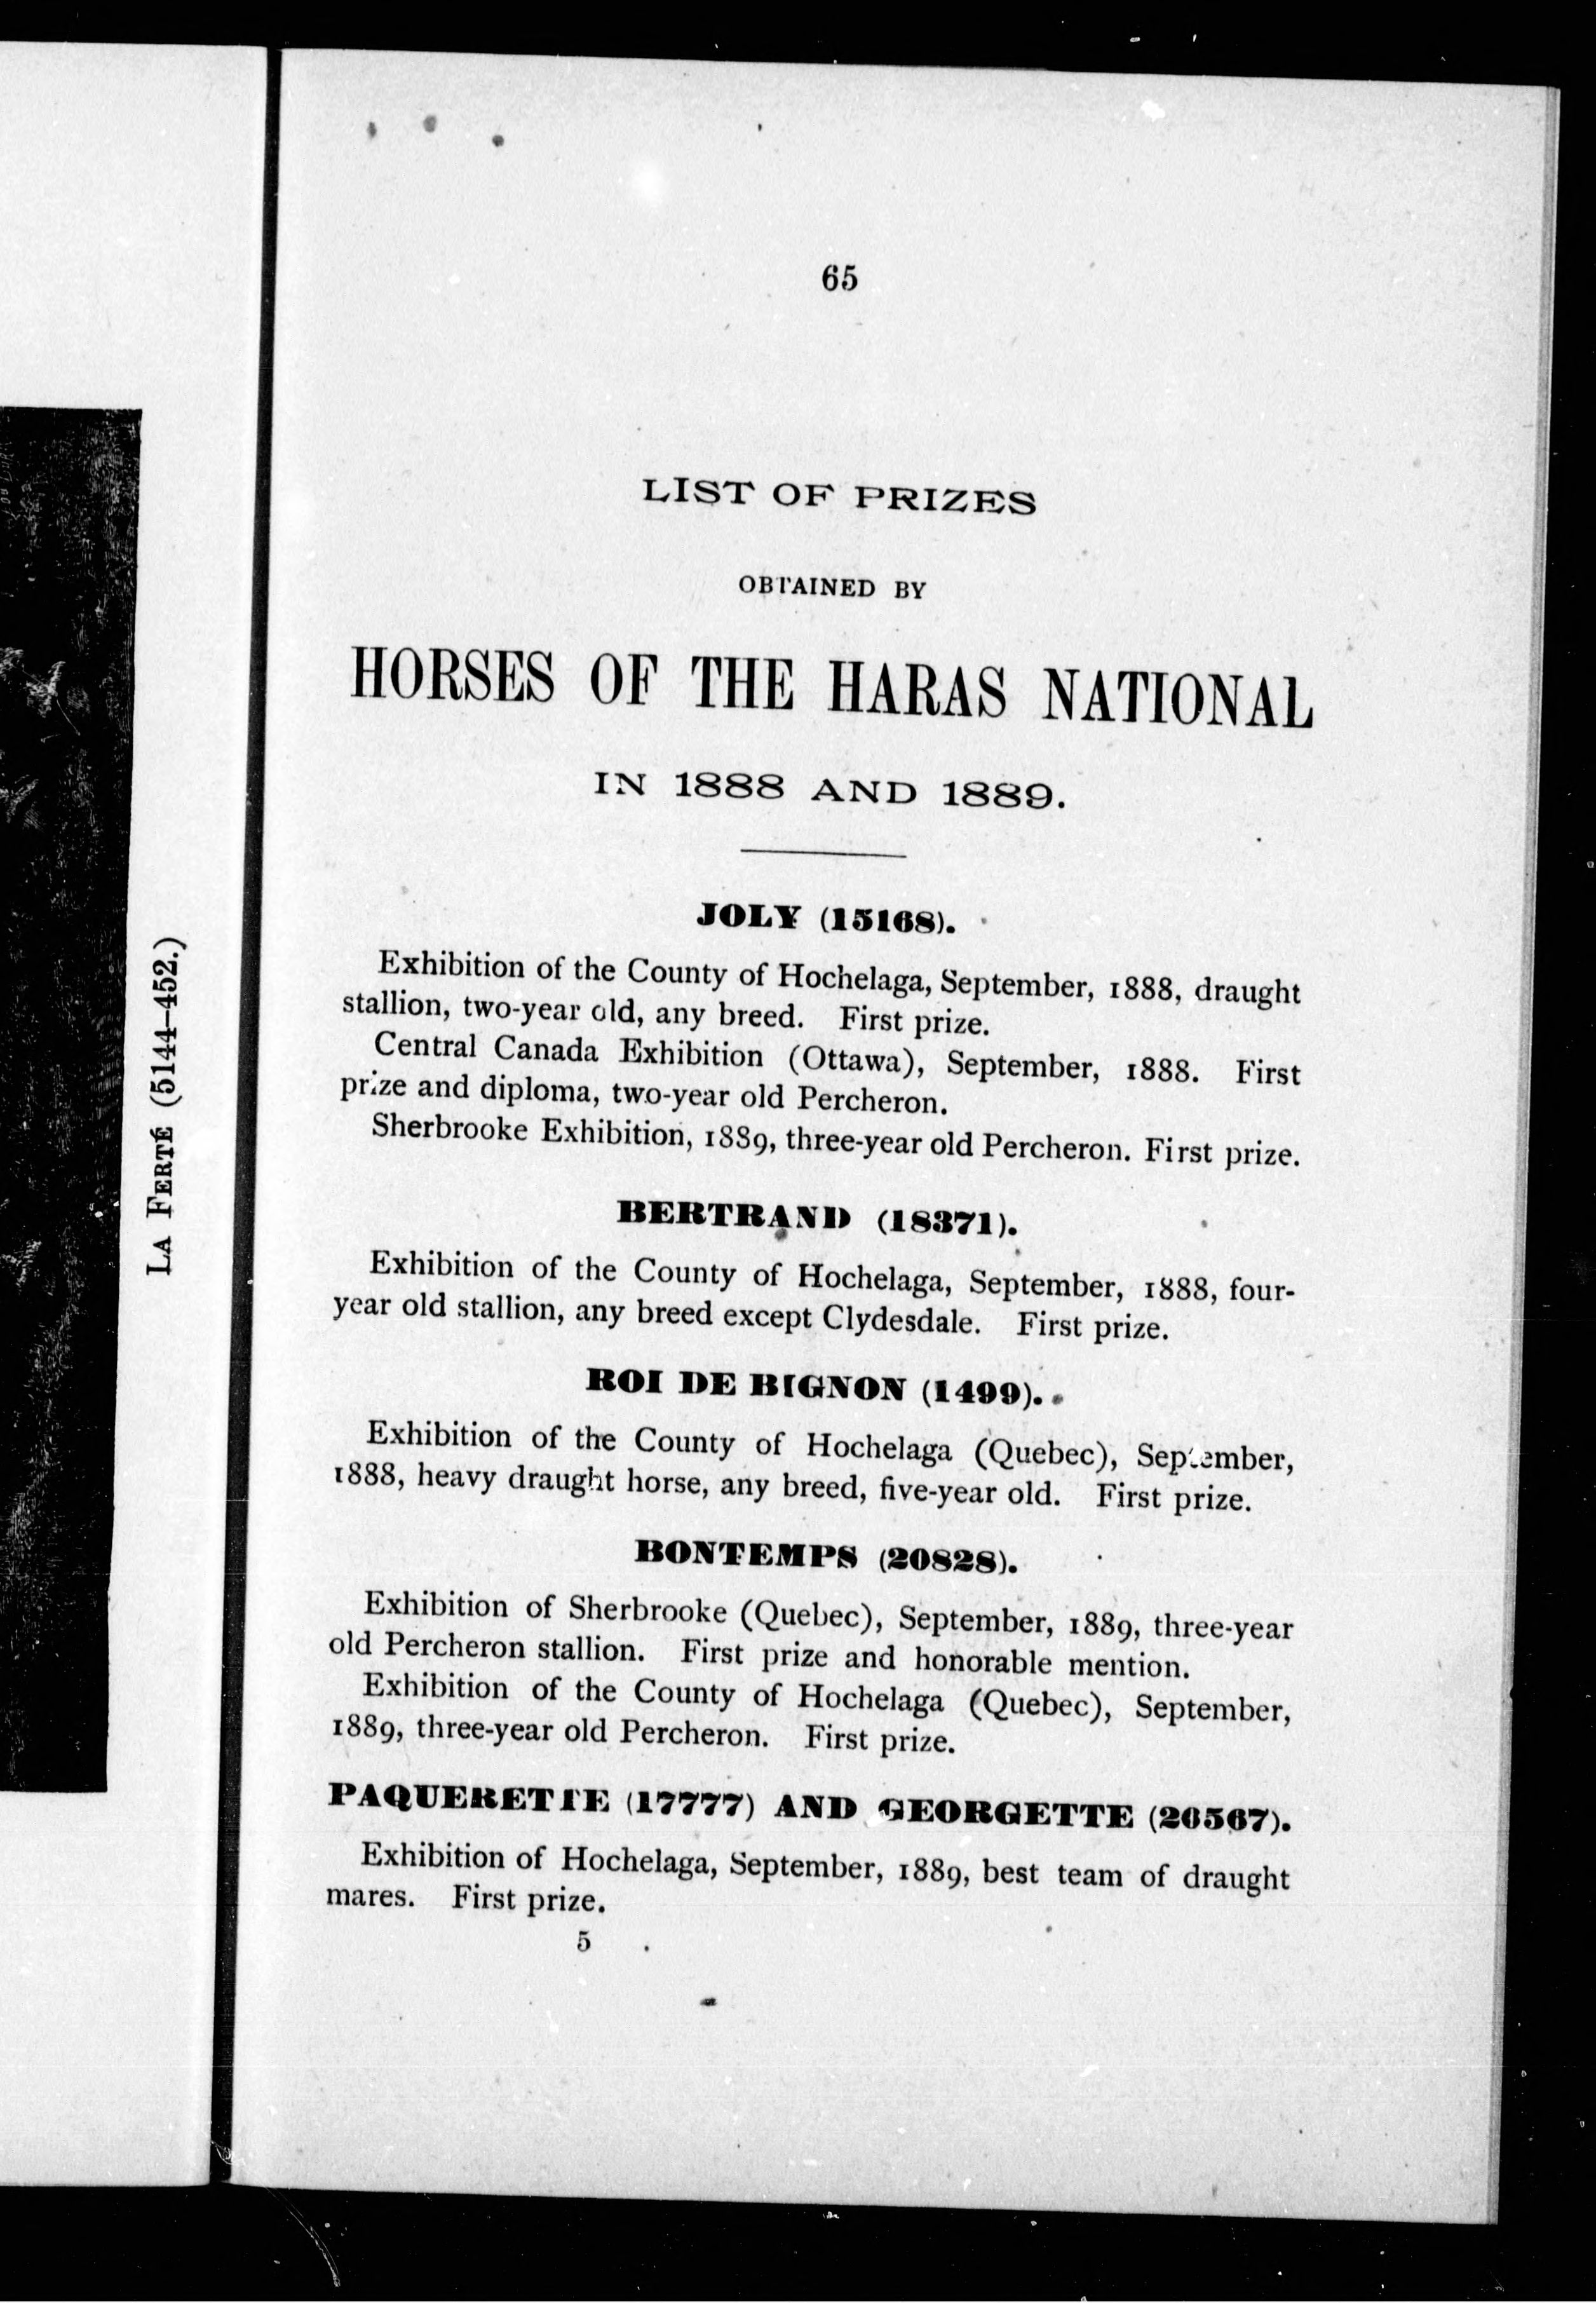 LA FERTÉ (5144–452.)
65
LIST OF PRIZES
OBTAINED BY
HORSES OF THE HARAS NATIONAL
IN 1888 AND 1889.
JOLY (15168).
Exhibition of the County of Hochelaga, September, 1888, draught
stallion, two-year old, any breed. First prize.
Central Canada Exhibition (Ottawa), September, 1888. First
prize and diploma, two-year old Percheron.
Sherbrooke Exhibition, 1889, three-year old Percheron. First prize.
BERTRAND (18371).
Exhibition of the County of Hochelaga, September, 1888, four-
year old stallion, any breed except Clydesdale. First prize.
ROI DE BIGNON (1499).
Exhibition of the County of Hochelaga (Quebec), September,
1888, heavy draught horse, any breed, five-year old. First prize.
BONTEMPS (20828).
Exhibition of Sherbrooke (Quebec), September, 1889, three-year
old Percheron stallion. First prize and honorable mention.
Exhibition of the County of Hochelaga (Quebec), September,
1889, three-year old Percheron. First prize.
PAQUERETTE (17777) AND GEORGETTE (20567).
Exhibition of Hochelaga, September, 1889, best team of draught
mares. First prize.
5